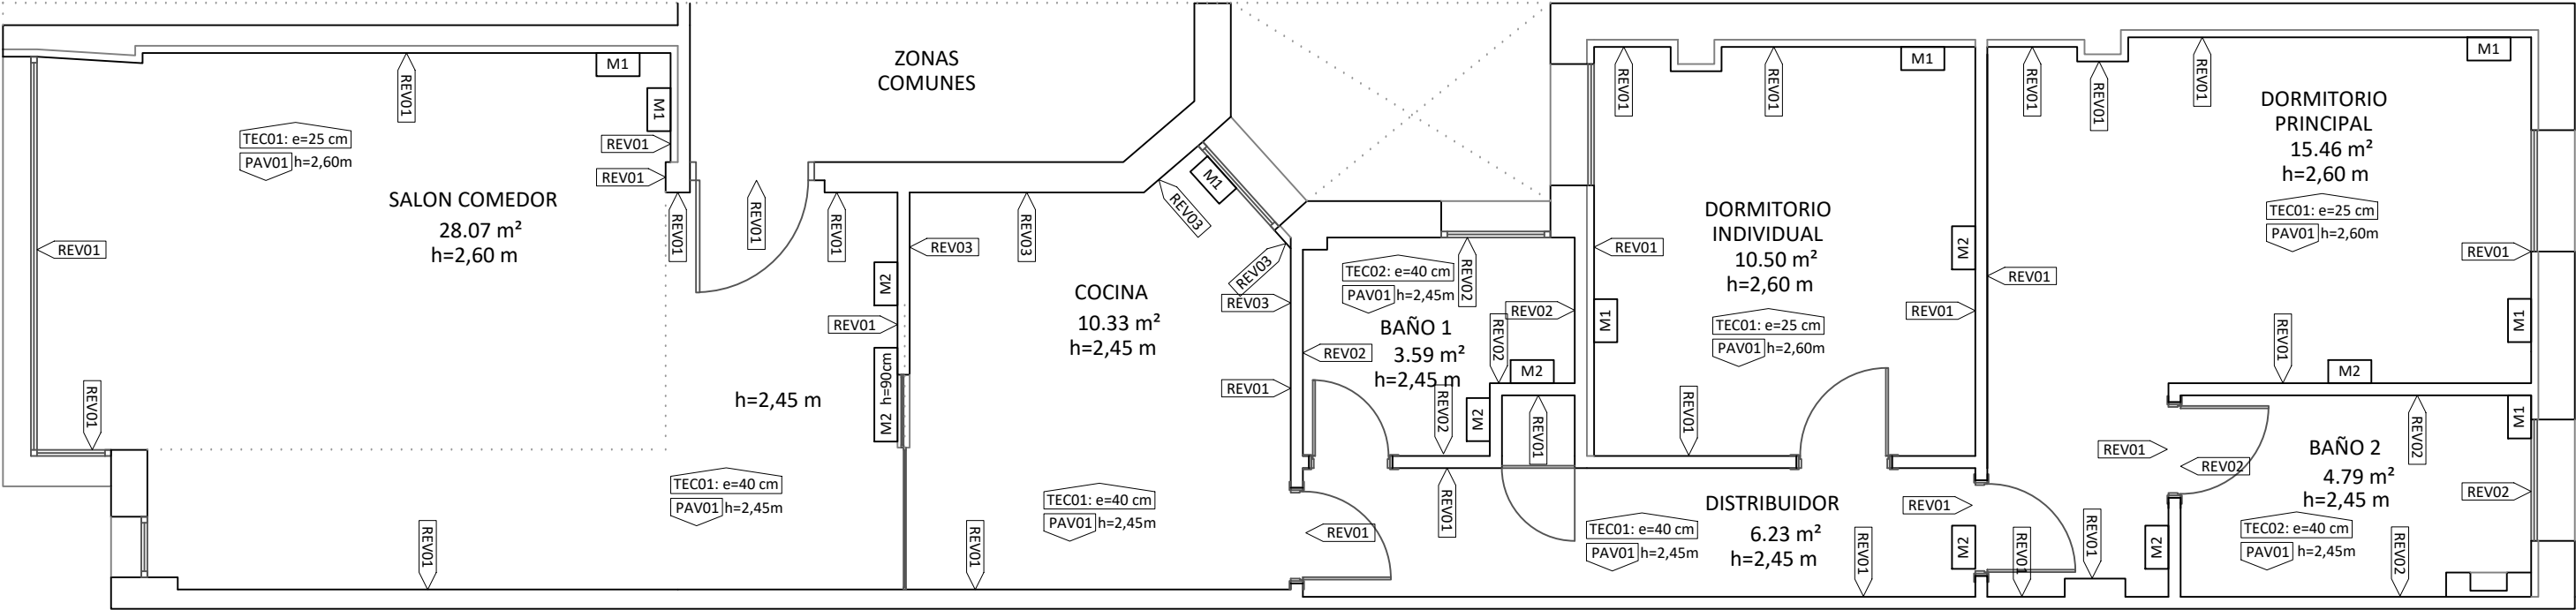 ZONAS
COMUNES
M1
REV01
M1
REV01
REV01
TEC01: e=25 cm
PAV01 h=2,60m
SALON COMEDOR
28.07 m²
h=2,60 m
REV01
REV01
REV01
REV01
REV01
M2
REV01
M2 h=90cm
h=2,45 m
REV01
TEC01: e=40 cm
PAV01 h=2,45m
REV01
REV03
REV03
REV03
M1
REV03
REV03
COCINA
10.33 m²
h=2,45 m
REV01
TEC01: e=40 cm
PAV01 h=2,45m
REV01
REV01
TEC02: e=40 cm
PAV01 h=2,45m
REV02
REV02
BAÑO 1
3.59 m²
h=2,45 m
REV02
REV02
M2
REV02
M2
REV01
REV01
REV01
REV01
M1
DORMITORIO
INDIVIDUAL
10.50 m²
h=2,60 m
REV01
M2
M1
REV01
TEC01: e=25 cm
PAV01 h=2,60m
REV01
DISTRIBUIDOR
6.23 m²
h=2,45 m
TEC01: e=40 cm
PAV01 h=2,45m
REV01
M2
REV01
REV01
REV01
REV01
M1
DORMITORIO
PRINCIPAL
15.46 m²
h=2,60 m
TEC01: e=25 cm
PAV01 h=2,60m
REV01
REV01
M1
REV01
M2
REV01
REV01
REV01
M2
REV02
REV02
M1
BAÑO 2
4.79 m²
h=2,45 m
REV02
TEC02: e=40 cm
PAV01 h=2,45m
REV02